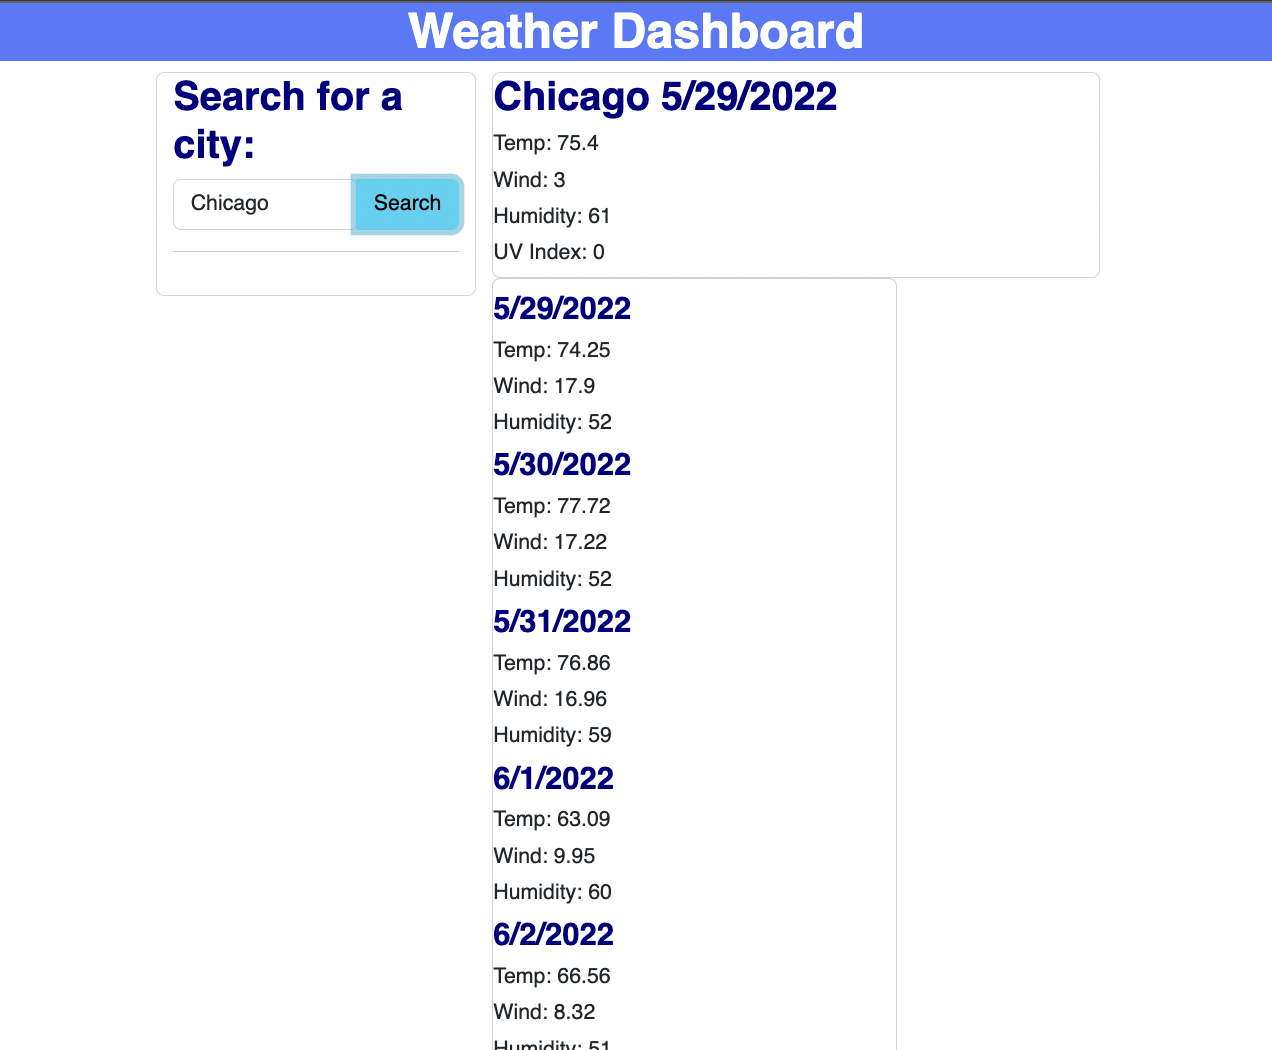 Weather Dashboard
Search for a
city:
Chicago
Search
Chicago 5/29/2022
Temp: 75.4
Wind: 3
Humidity: 61
UV Index: 0
5/29/2022
Temp: 74.25
Wind: 17.9
Humidity: 52
5/30/2022
Temp: 77.72
Wind: 17.22
Humidity: 52
5/31/2022
Temp: 76.86
Wind: 16.96
Humidity: 59
6/1/2022
Temp: 63.09
Wind: 9.95
Humidity: 60
6/2/2022
Temp: 66.56
Wind: 8.32
Humidity: 51